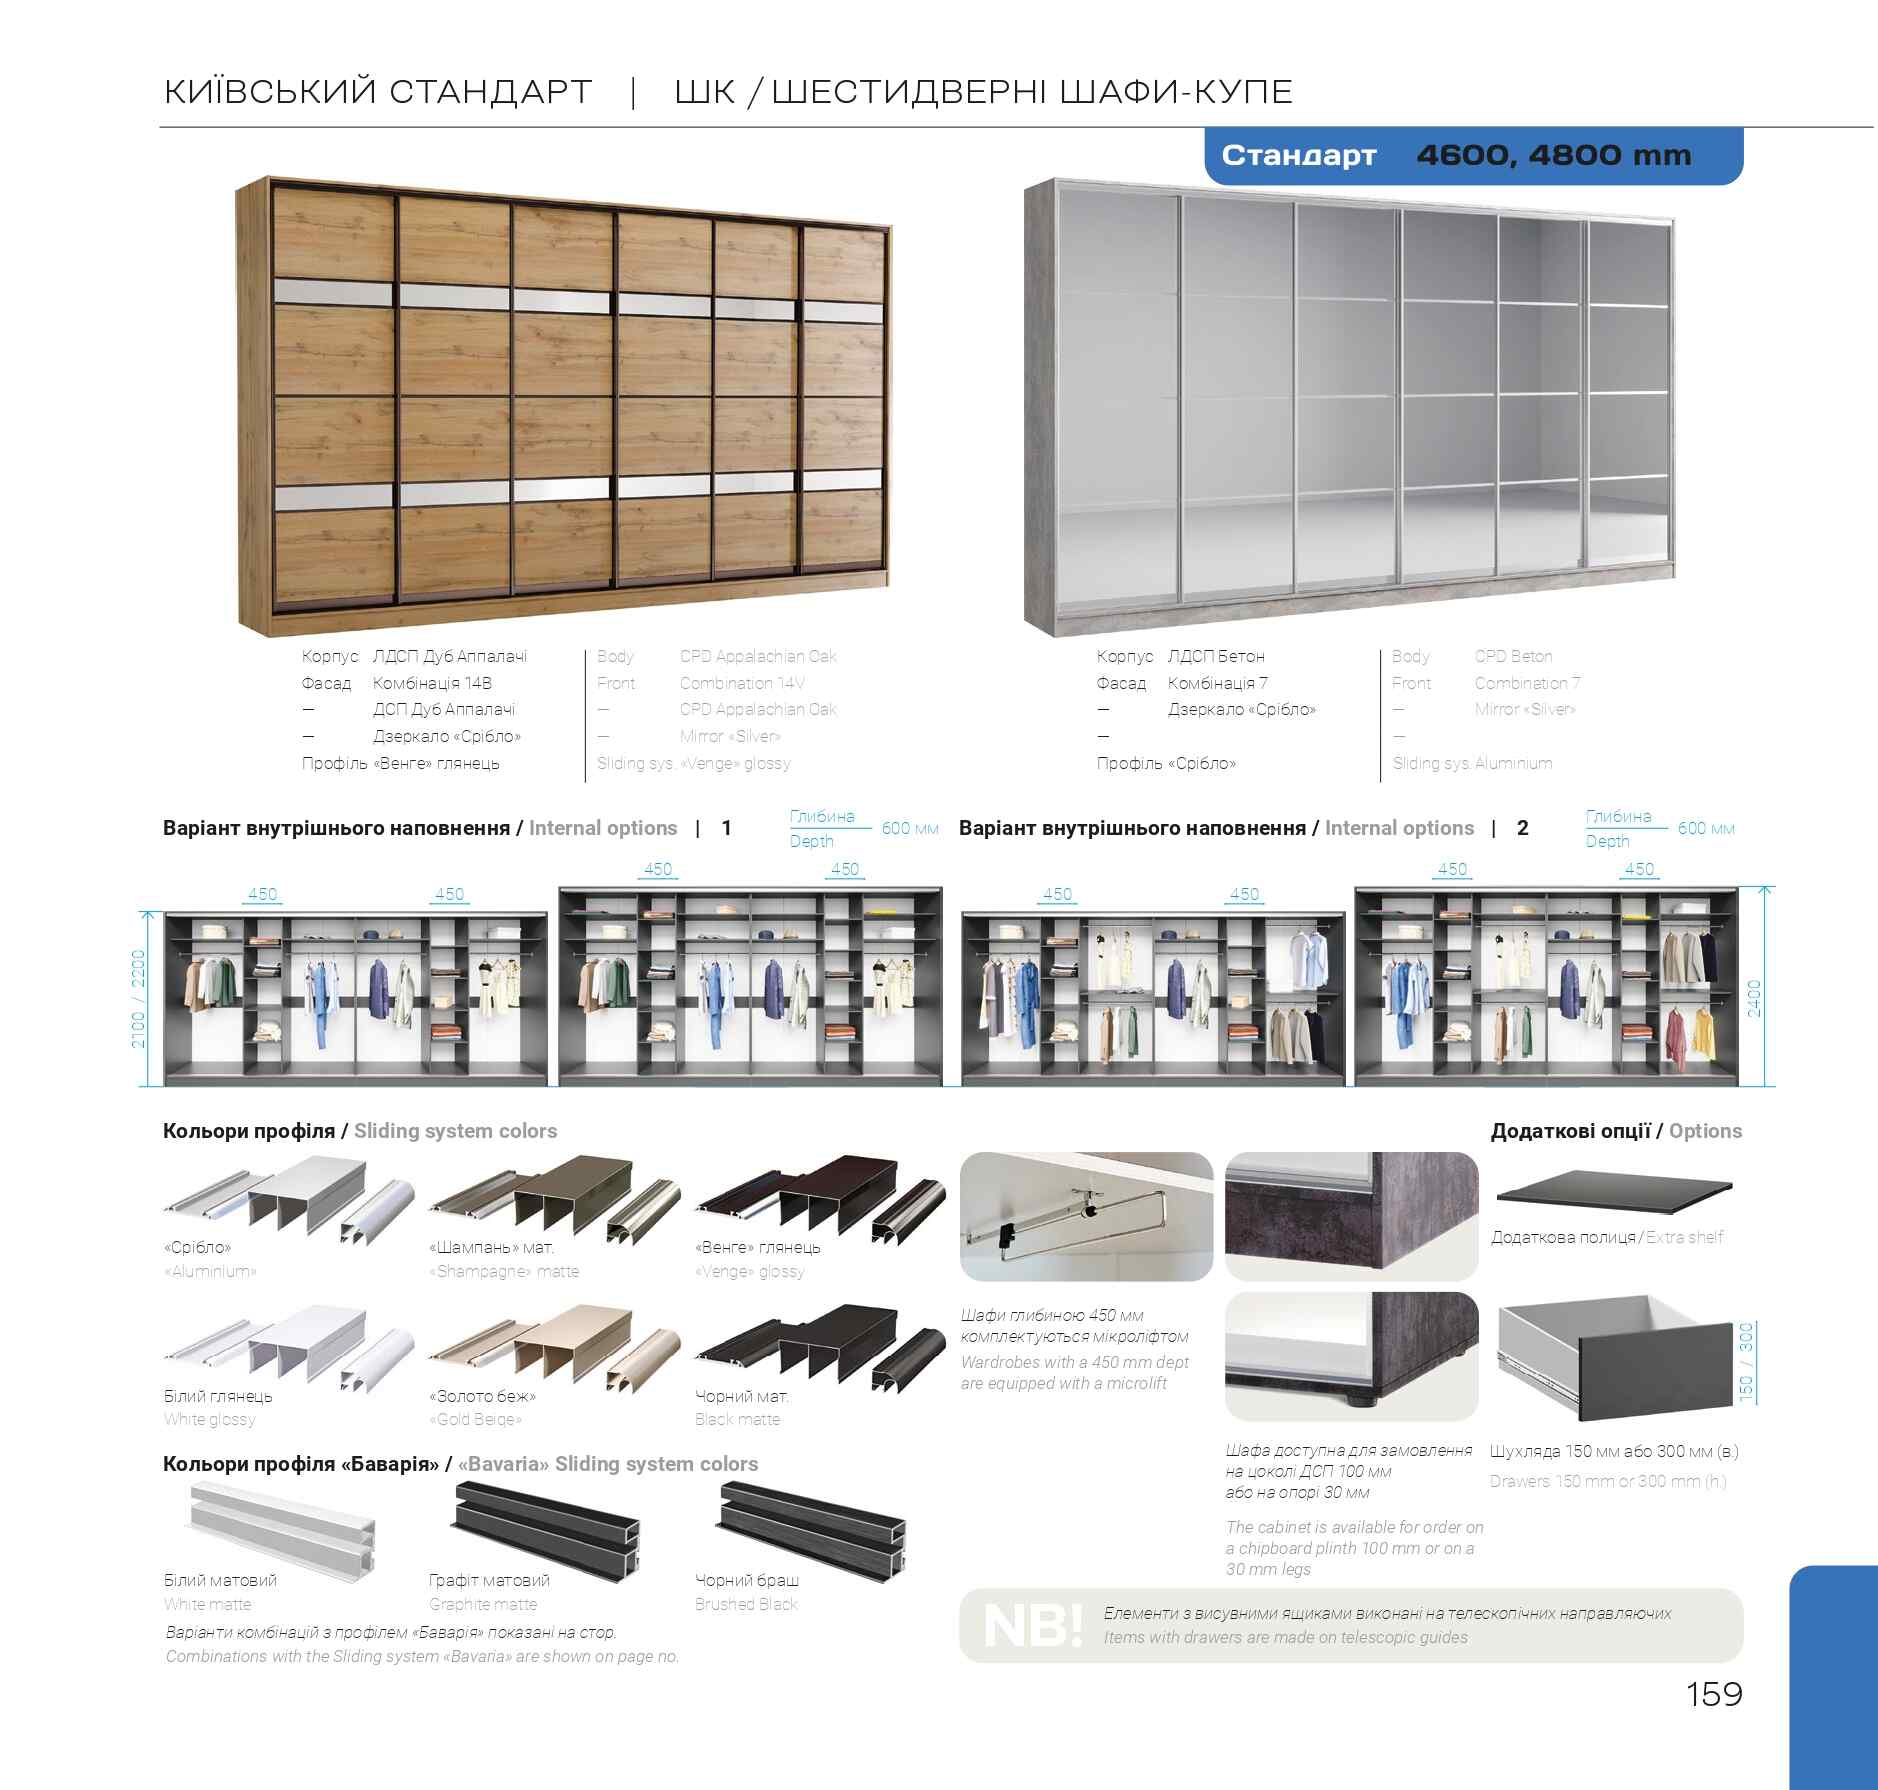 КИЇВСЬКИЙ СТАНДАРТ | ШК / ШЕСТИДВЕРНІ ШАФИ-КУПЕ
Стандарт 4600, 4800 mm
Корпус ЛДСП Дуб Аппалачі
Фасад Комбінація 14В
— ДСП Дуб Аппалачі
— Дзеркало «Срібло»
Профіль «Венге» глянець
Body CPD Appalachian Oak
Front Combination 14V
— CPD Appalachian Oak
— Mirror «Silver»
Sliding sys. «Venge» glossy
Корпус ЛДСП Бетон
Фасад Комбінація 7
— Дзеркало «Срібло»
—
Профіль «Срібло»
Body CPD Beton
Front Combination 7
— Mirror «Silver»
—
Sliding sys. Aluminium
Варіант внутрішнього наповнення / Internal options | 1
Глибина
Depth
600 мм
Варіант внутрішнього наповнення / Internal options | 2
Глибина
Depth
600 мм
450 450 450 450
450 450 450 450
2100 / 2200
2400
Кольори профіля / Sliding system colors
«Срібло»
«Aluminium»
«Шампань» мат.
«Shampagne» matte
«Венге» глянець
«Venge» glossy
Білий глянець
White glossy
«Золото беж»
«Gold Beige»
Чорний мат.
Black matte
Кольори профіля «Баварія» / «Bavaria» Sliding system colors
Білий матовий
White matte
Графіт матовий
Graphite matte
Чорний браш
Brushed Black
Варіанти комбінацій з профілем «Баварія» показані на стор.
Combinations with the Sliding system «Bavaria» are shown on page no.
Шафи глибиною 450 мм
комплектуються мікроліфтом
Wardrobes with a 450 mm dept
are equipped with a microlift
Шафа доступна для замовлення
на цоколі ДСП 100 мм
або на опорі 30 мм
The cabinet is available for order on
a chipboard plinth 100 mm or on a
30 mm legs
Додаткові опції / Options
Додаткова полиця / Extra shelf
150 / 300
Шухляда 150 мм або 300 мм (в.)
Drawers 150 mm or 300 mm (h.)
NB!
Елементи з висувними ящиками виконані на телескопічних направляючих
Items with drawers are made on telescopic guides
159